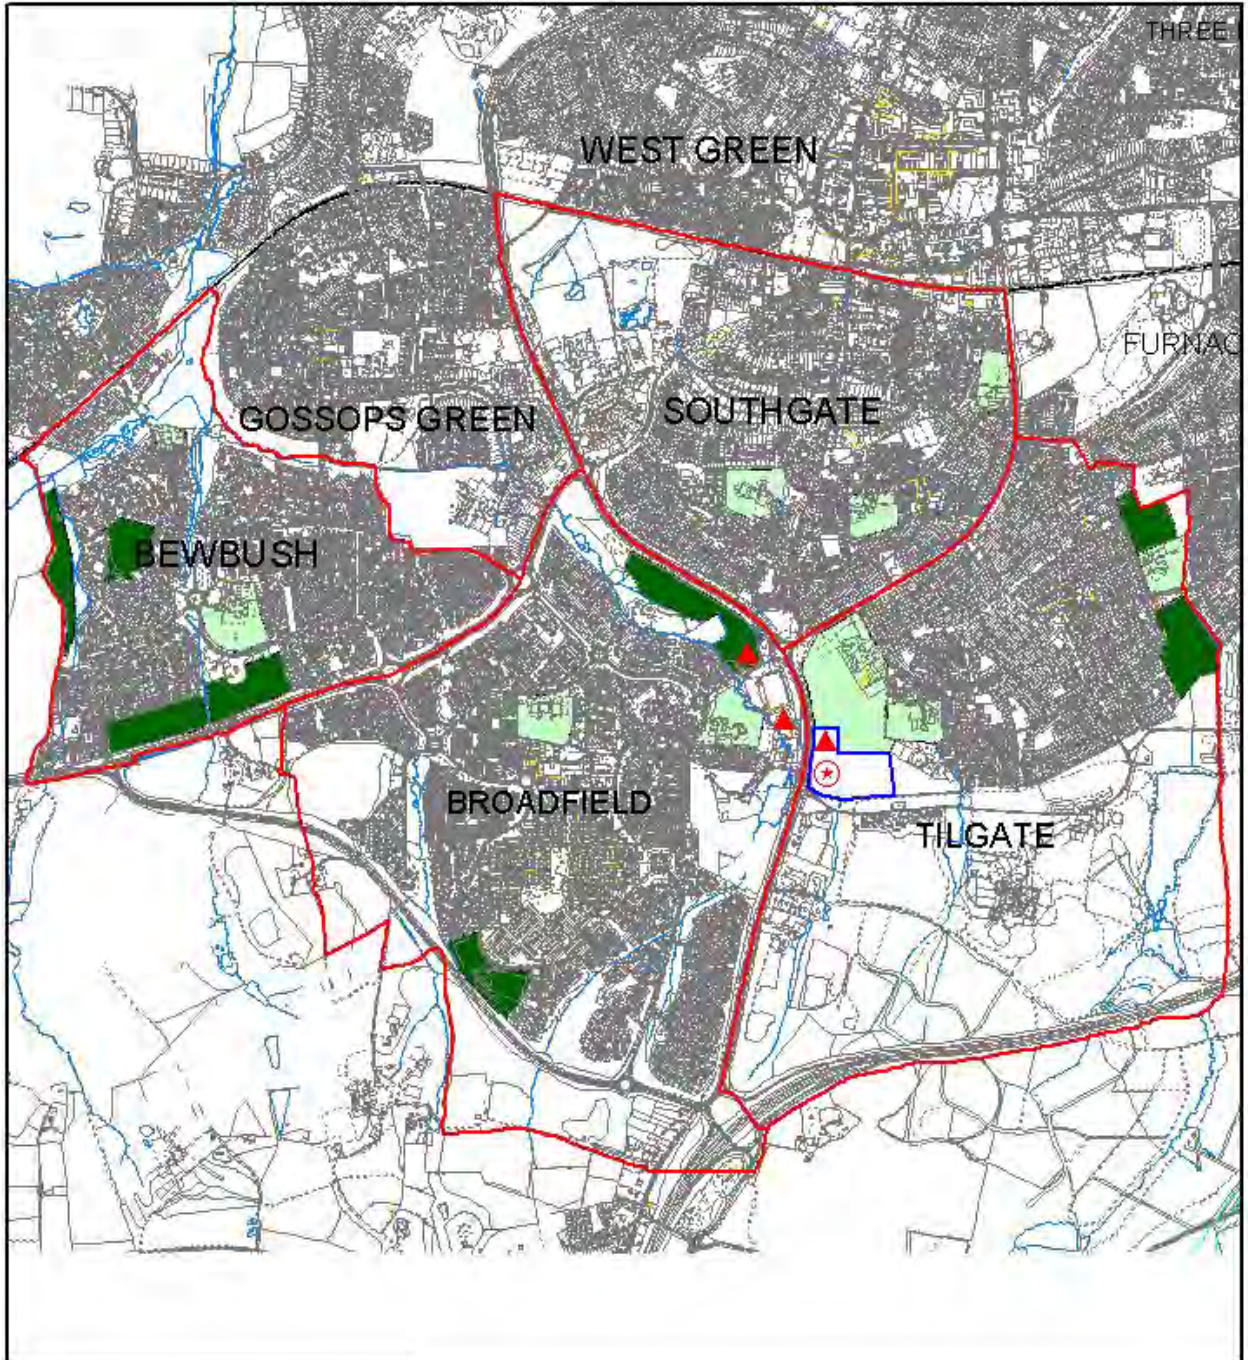 THREE
WEST GREEN
FURNAC
GOSSOPS GREEN
SOUTHGATE
BEWBUSH
BROADFIELD
TILGATE